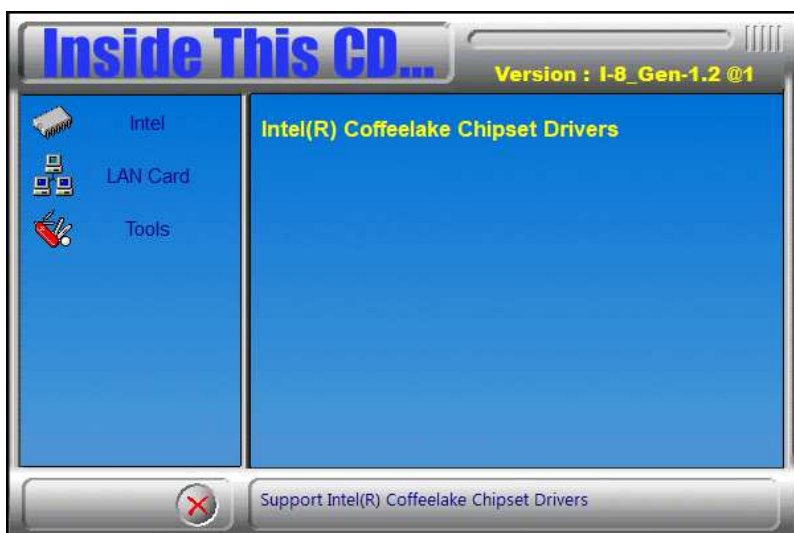 Inside This CD...
Version : I-8_Gen-1.2 @1
Intel
LAN Card
Tools
Intel(R) Coffeelake Chipset Drivers
Support Intel(R) Coffeelake Chipset Drivers